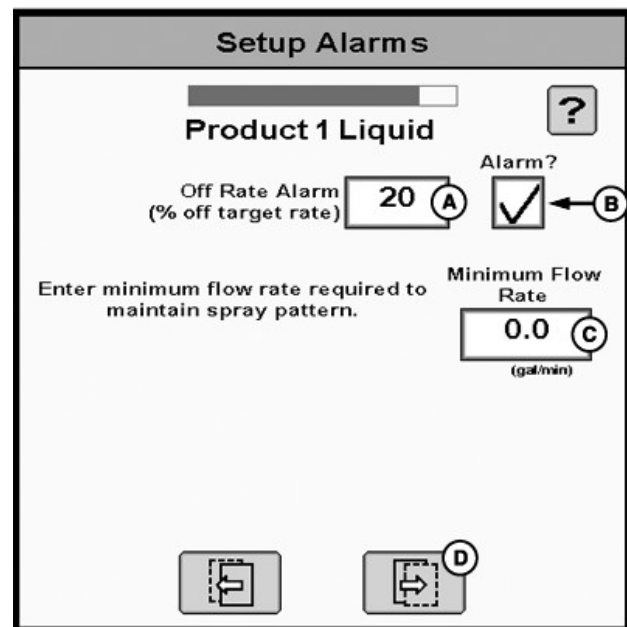 Setup Alarms
?
Product 1 Liquid
Alarm?
Off Rate Alarm
(% off target rate)
20
A
B
Enter minimum flow rate required to
maintain spray pattern.
Minimum Flow
Rate
0.0
C
(gal/min)
D